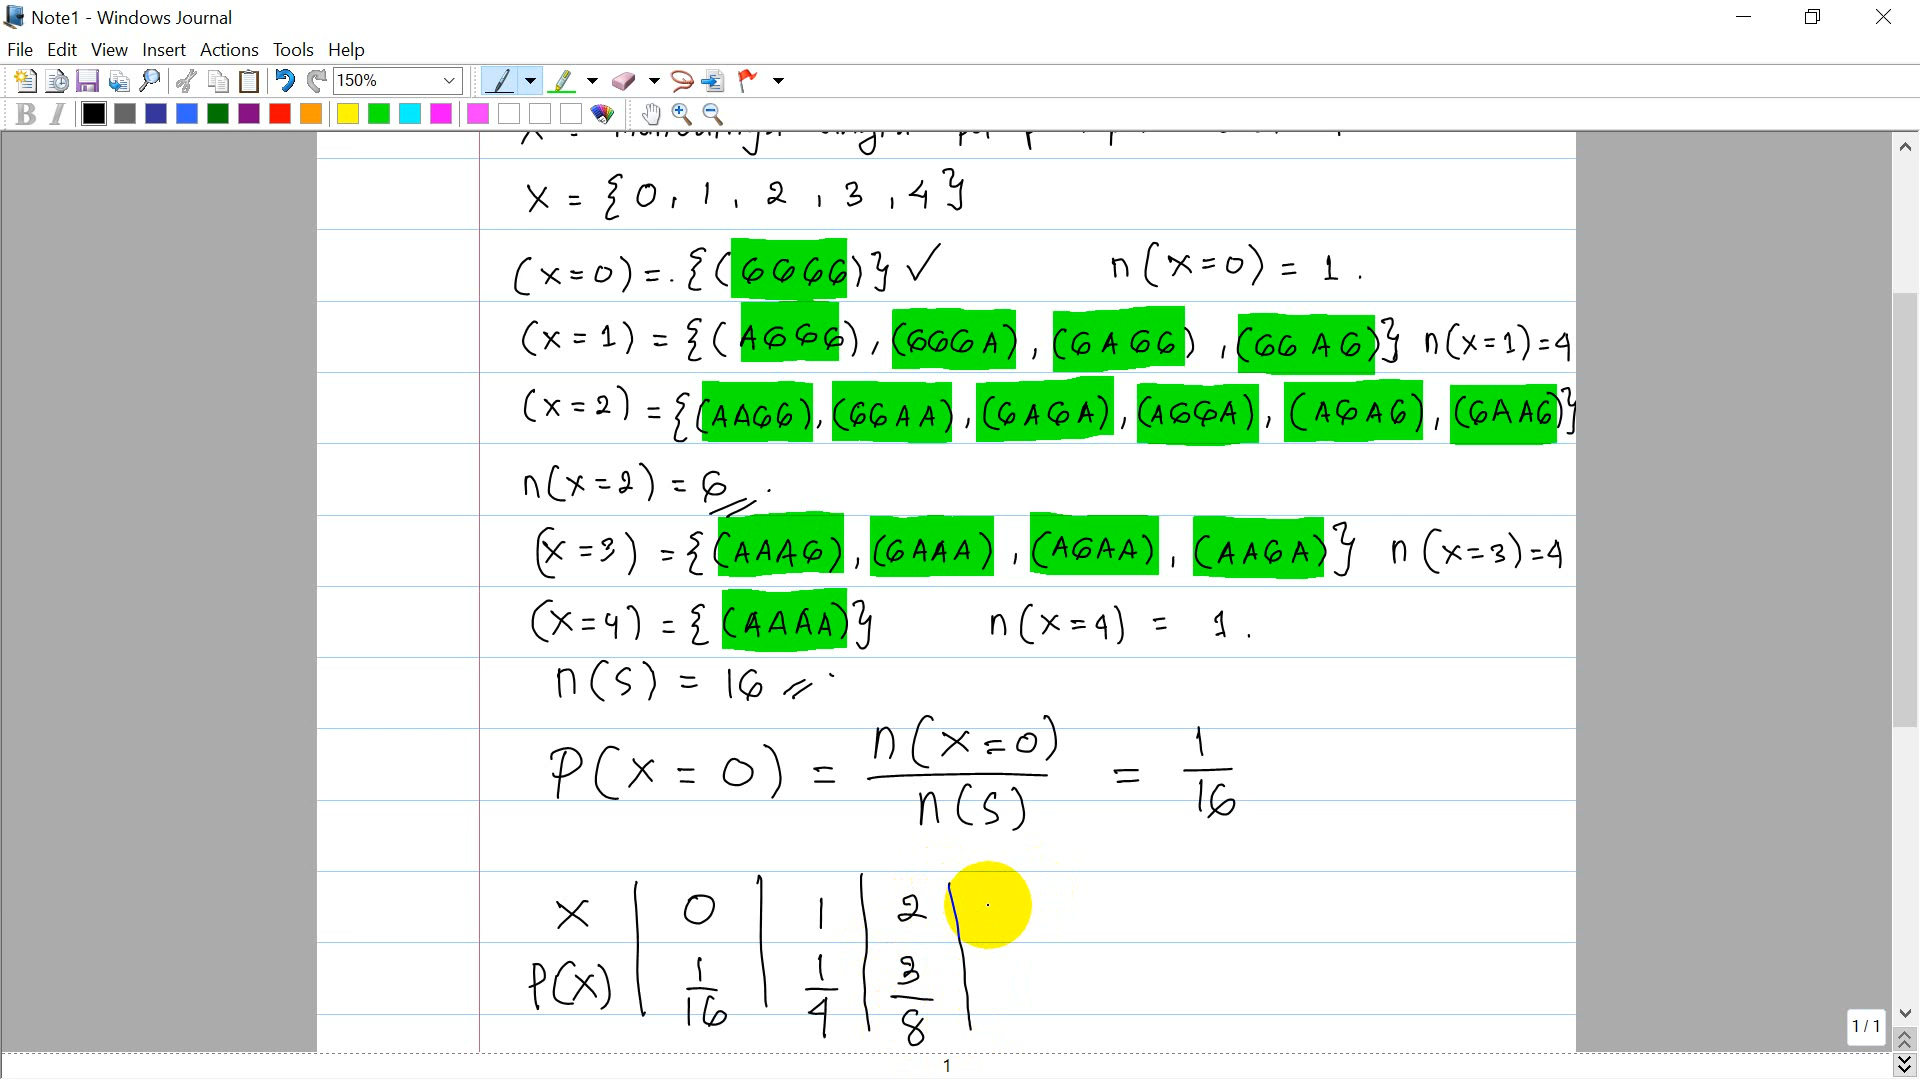 Note1 - Windows Journal
File Edit View Insert Actions Tools Help
150%
B I
X = {0, 1, 2, 3, 4}
(x=0) = {(GGGG)} ✓ n(x=0) = 1.
(x=1) = {(AGGG), (GGGA), (GAGG), (GGAG)} n(x=1)=4
(x=2) = {(AAGG), (GGAA), (GAGA), (AGGA), (AGAG), (GAAG)}
n(x=2) = 6
(x=3) = {(AAAG), (GAAA), (AGAA), (AAGA)} n(x=3)=4
(x=4) = {(AAAA)} n(x=4) = 1.
n(S) = 16
P(X=0) = n(x=0)/n(S) = 1/16
X | 0 | 1 | 2 |
P(X) | 1/16 | 1/4 | 3/8 |
1 / 1
1